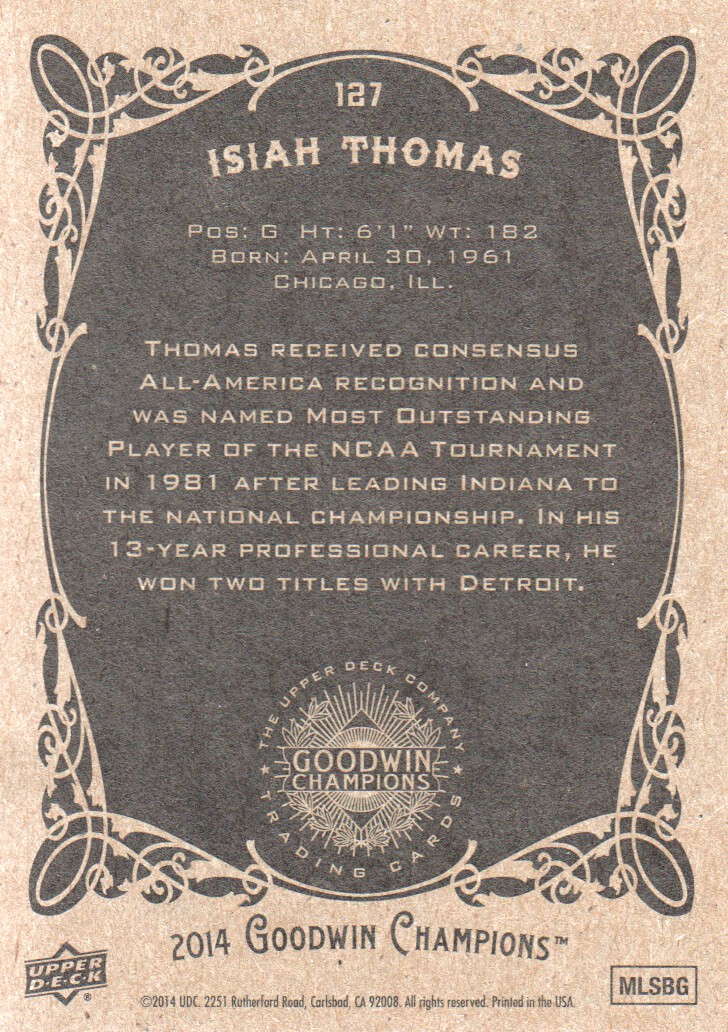 127
ISIAH THOMAS
POS: G HT: 6'1" WT: 182
BORN: APRIL 30, 1961
CHICAGO, ILL.
THOMAS RECEIVED CONSENSUS
ALL-AMERICA RECOGNITION AND
WAS NAMED MOST OUTSTANDING
PLAYER OF THE NCAA TOURNAMENT
IN 1981 AFTER LEADING INDIANA TO
THE NATIONAL CHAMPIONSHIP. IN HIS
13-YEAR PROFESSIONAL CAREER, HE
WON TWO TITLES WITH DETROIT.
THE UPPER DECK COMPANY
GOODWIN
CHAMPIONS
TRADING CARDS
2014 GOODWIN CHAMPIONS™
UPPER
D·E·C·K®
©2014 UDC. 2251 Rutherford Road, Carlsbad, CA 92008. All rights reserved. Printed in the USA.
MLSBG